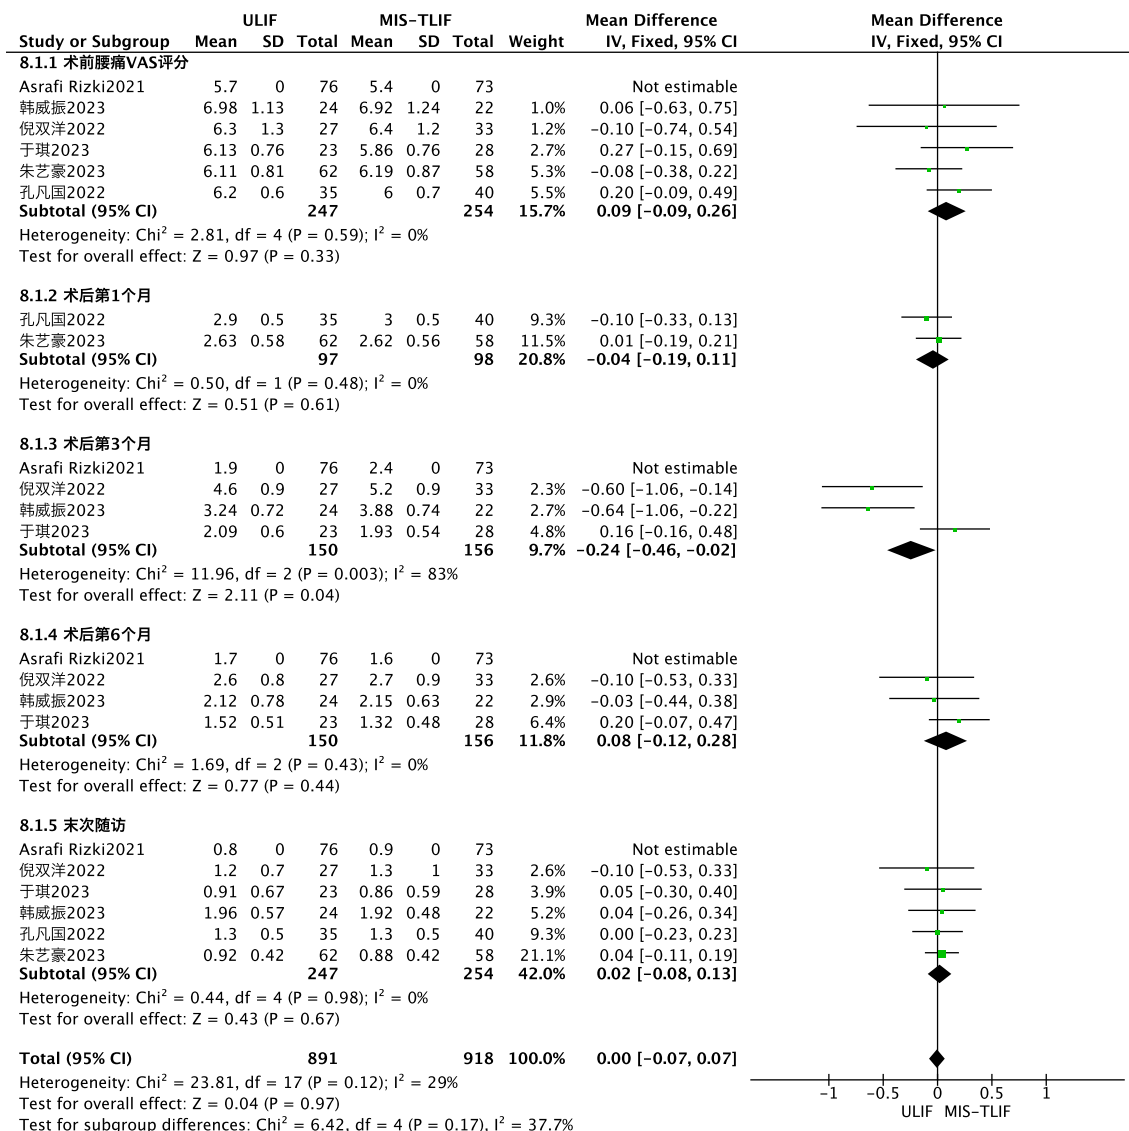 ULIF MIS-TLIF Mean Difference Mean Difference
Study or Subgroup Mean SD Total Mean SD Total Weight IV, Fixed, 95% CI IV, Fixed, 95% CI
8.1.1 术前腰痛VAS评分
Asrafi Rizki2021 5.7 0 76 5.4 0 73 Not estimable
韩威振2023 6.98 1.13 24 6.92 1.24 22 1.0% 0.06 [-0.63, 0.75]
倪双洋2022 6.3 1.3 27 6.4 1.2 33 1.2% -0.10 [-0.74, 0.54]
于琪2023 6.13 0.76 23 5.86 0.76 28 2.7% 0.27 [-0.15, 0.69]
朱艺豪2023 6.11 0.81 62 6.19 0.87 58 5.3% -0.08 [-0.38, 0.22]
孔凡国2022 6.2 0.6 35 6 0.7 40 5.5% 0.20 [-0.09, 0.49]
Subtotal (95% CI) 247 254 15.7% 0.09 [-0.09, 0.26]
Heterogeneity: Chi² = 2.81, df = 4 (P = 0.59); I² = 0%
Test for overall effect: Z = 0.97 (P = 0.33)
8.1.2 术后第1个月
孔凡国2022 2.9 0.5 35 3 0.5 40 9.3% -0.10 [-0.33, 0.13]
朱艺豪2023 2.63 0.58 62 2.62 0.56 58 11.5% 0.01 [-0.19, 0.21]
Subtotal (95% CI) 97 98 20.8% -0.04 [-0.19, 0.11]
Heterogeneity: Chi² = 0.50, df = 1 (P = 0.48); I² = 0%
Test for overall effect: Z = 0.51 (P = 0.61)
8.1.3 术后第3个月
Asrafi Rizki2021 1.9 0 76 2.4 0 73 Not estimable
倪双洋2022 4.6 0.9 27 5.2 0.9 33 2.3% -0.60 [-1.06, -0.14]
韩威振2023 3.24 0.72 24 3.88 0.74 22 2.7% -0.64 [-1.06, -0.22]
于琪2023 2.09 0.6 23 1.93 0.54 28 4.8% 0.16 [-0.16, 0.48]
Subtotal (95% CI) 150 156 9.7% -0.24 [-0.46, -0.02]
Heterogeneity: Chi² = 11.96, df = 2 (P = 0.003); I² = 83%
Test for overall effect: Z = 2.11 (P = 0.04)
8.1.4 术后第6个月
Asrafi Rizki2021 1.7 0 76 1.6 0 73 Not estimable
倪双洋2022 2.6 0.8 27 2.7 0.9 33 2.6% -0.10 [-0.53, 0.33]
韩威振2023 2.12 0.78 24 2.15 0.63 22 2.9% -0.03 [-0.44, 0.38]
于琪2023 1.52 0.51 23 1.32 0.48 28 6.4% 0.20 [-0.07, 0.47]
Subtotal (95% CI) 150 156 11.8% 0.08 [-0.12, 0.28]
Heterogeneity: Chi² = 1.69, df = 2 (P = 0.43); I² = 0%
Test for overall effect: Z = 0.77 (P = 0.44)
8.1.5 末次随访
Asrafi Rizki2021 0.8 0 76 0.9 0 73 Not estimable
倪双洋2022 1.2 0.7 27 1.3 1 33 2.6% -0.10 [-0.53, 0.33]
于琪2023 0.91 0.67 23 0.86 0.59 28 3.9% 0.05 [-0.30, 0.40]
韩威振2023 1.96 0.57 24 1.92 0.48 22 5.2% 0.04 [-0.26, 0.34]
孔凡国2022 1.3 0.5 35 1.3 0.5 40 9.3% 0.00 [-0.23, 0.23]
朱艺豪2023 0.92 0.42 62 0.88 0.42 58 21.1% 0.04 [-0.11, 0.19]
Subtotal (95% CI) 247 254 42.0% 0.02 [-0.08, 0.13]
Heterogeneity: Chi² = 0.44, df = 4 (P = 0.98); I² = 0%
Test for overall effect: Z = 0.43 (P = 0.67)
Total (95% CI) 891 918 100.0% 0.00 [-0.07, 0.07]
Heterogeneity: Chi² = 23.81, df = 17 (P = 0.12); I² = 29%
Test for overall effect: Z = 0.04 (P = 0.97)
Test for subgroup differences: Chi² = 6.42, df = 4 (P = 0.17), I² = 37.7%
-1 -0.5 0 0.5 1
ULIF MIS-TLIF